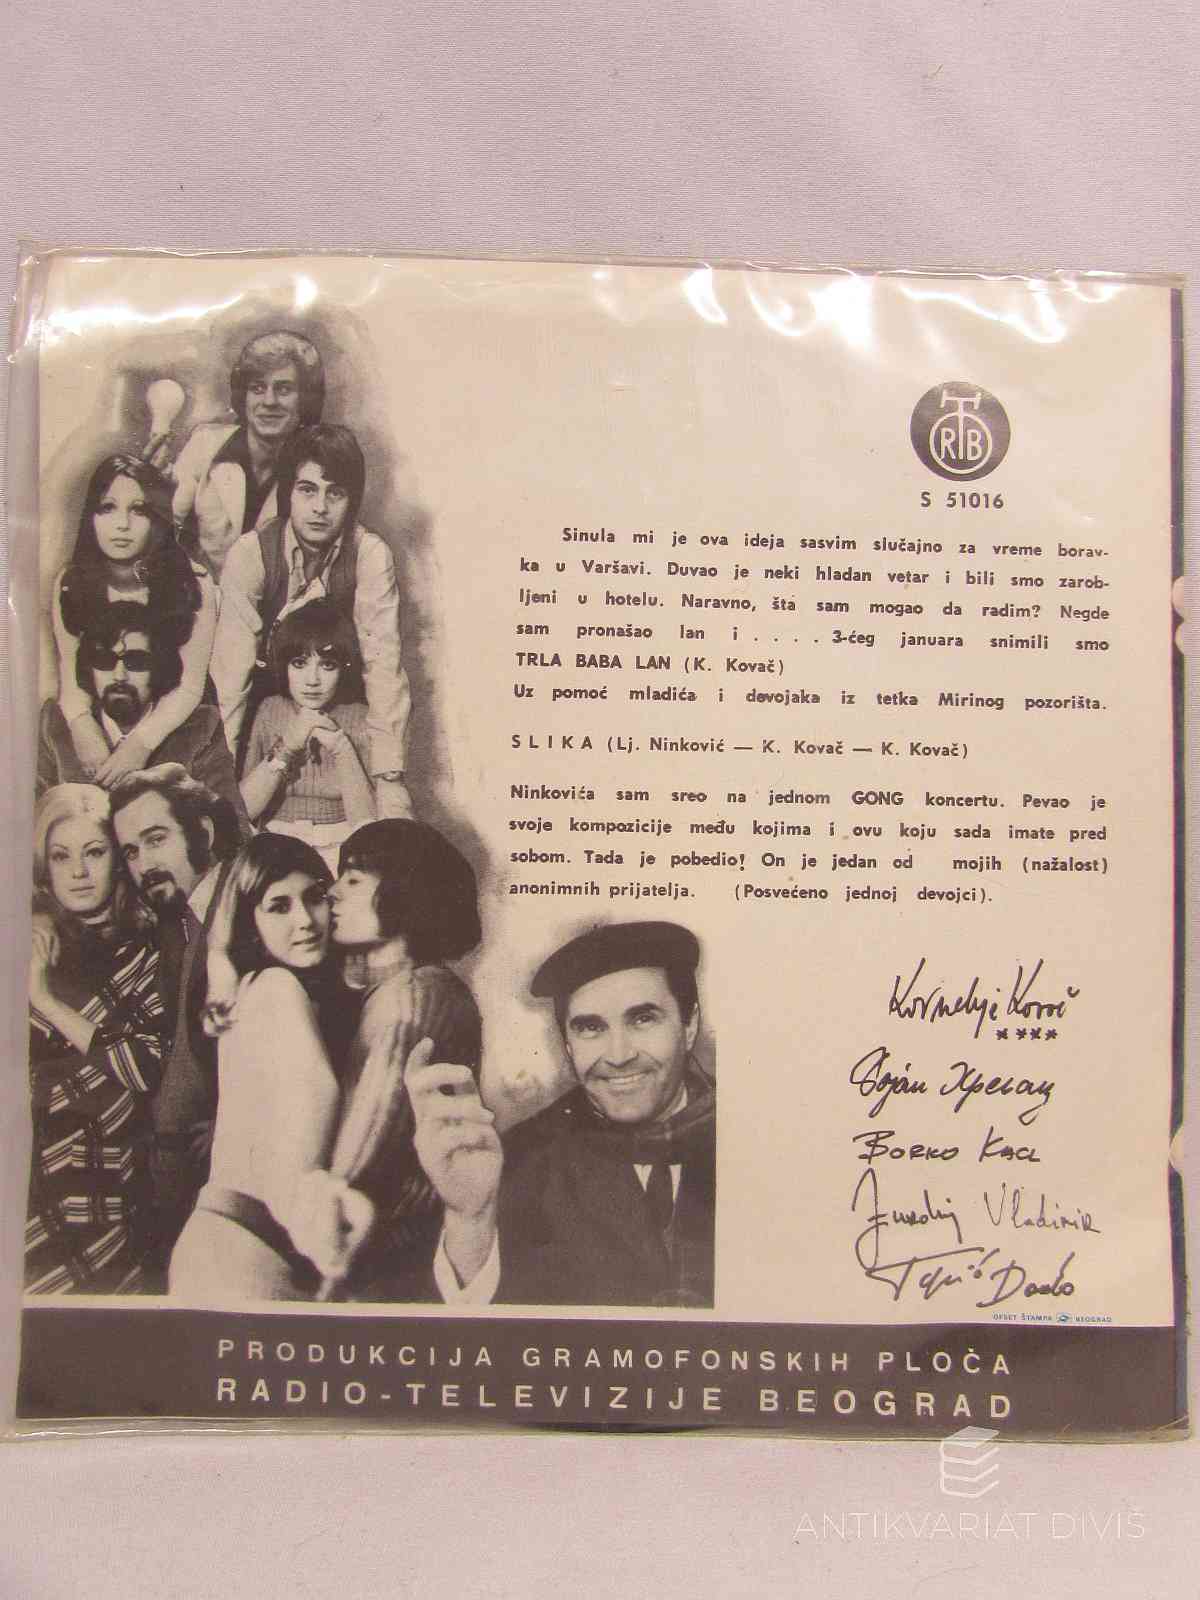 RTB
S 51016
Sinula mi je ova ideja sasvim slučajno za vreme borav-
ka u Varšavi. Duvao je neki hladan vetar i bili smo zarob-
ljeni u hotelu. Naravno, šta sam mogao da radim? Negde
sam pronašao lan i . . . . 3-ćeg januara snimili smo
TRLA BABA LAN (K. Kovač)
Uz pomoć mladića i devojaka iz tetka Mirinog pozorišta.
SLIKA (Lj. Ninković — K. Kovač — K. Kovač)
Ninkovića sam sreo na jednom GONG koncertu. Pevao je
svoje kompozicije među kojima i ovu koju sada imate pred
sobom. Tada je pobedio! On je jedan od mojih (nažalost)
anonimnih prijatelja. (Posvećeno jednoj devojci).
Kornelije Kovač
****
Borko Kacl
Vladimir
OFSET ŠTAMPA BEOGRAD
PRODUKCIJA GRAMOFONSKIH PLOČA
RADIO-TELEVIZIJE BEOGRAD
ANTIKVARIÁT DIVIŠ